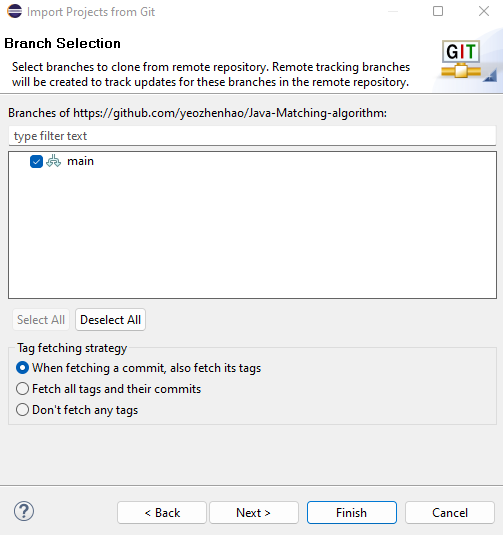 Import Projects from Git
Branch Selection
Select branches to clone from remote repository. Remote tracking branches
will be created to track updates for these branches in the remote repository.
GIT
Branches of https://github.com/yeozhenhao/Java-Matching-algorithm:
type filter text
main
Select All
Deselect All
Tag fetching strategy
When fetching a commit, also fetch its tags
Fetch all tags and their commits
Don't fetch any tags
?
< Back
Next >
Finish
Cancel